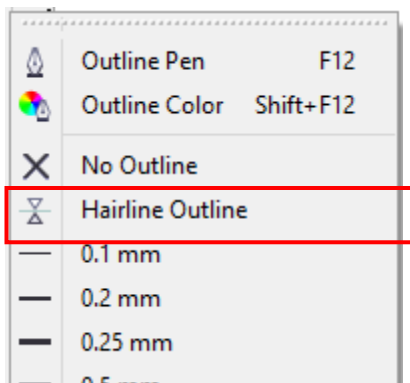 Outline Pen F12
Outline Color Shift+F12
No Outline
Hairline Outline
0.1 mm
0.2 mm
0.25 mm